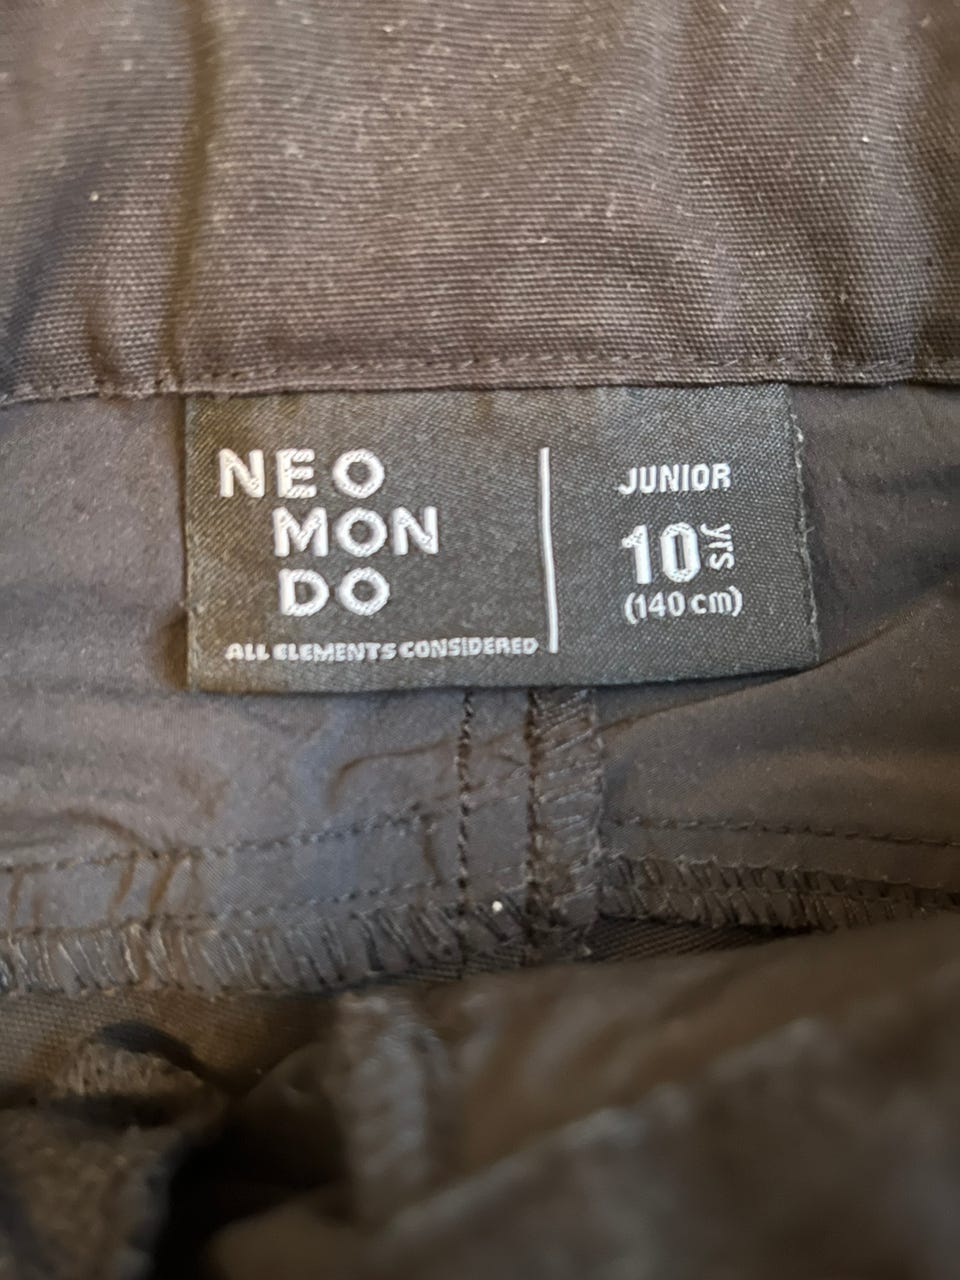 NEO
MON
DO
ALL ELEMENTS CONSIDERED
JUNIOR
10 yrs
(140 cm)